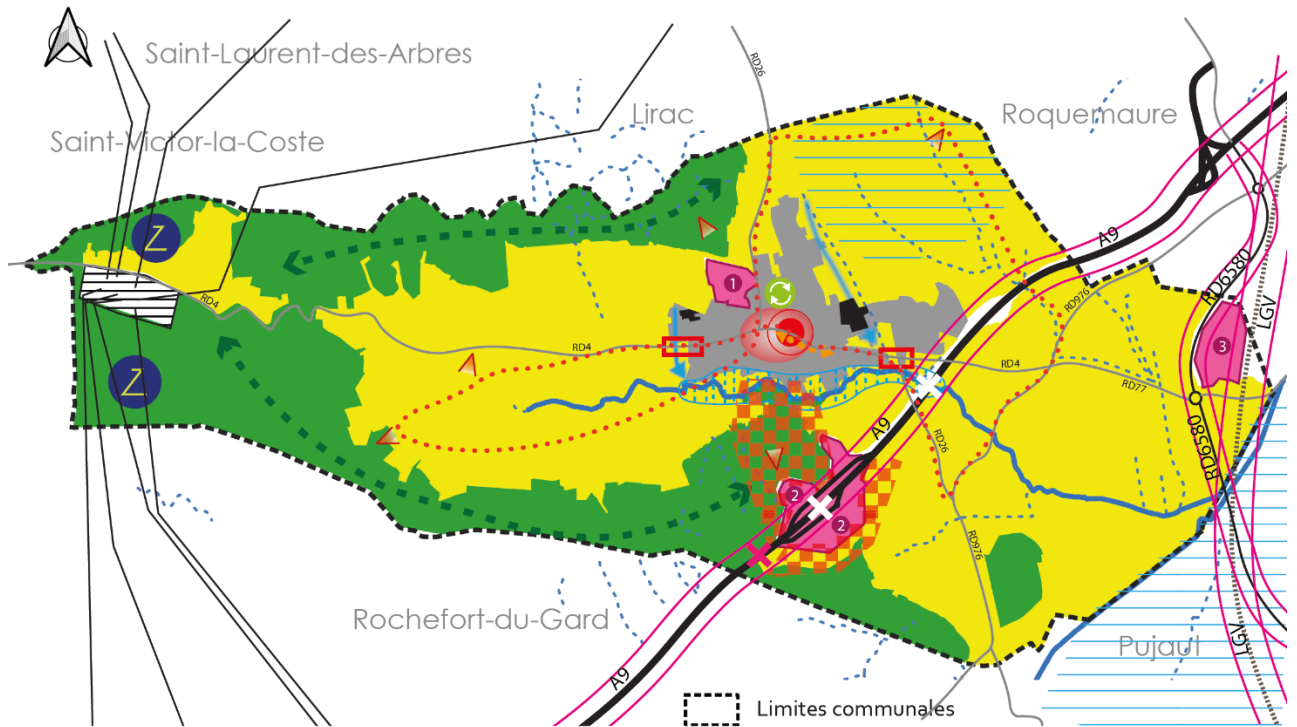 Saint-Laurent-des-Arbres
Saint-Victor-la-Coste
Lirac
Roquemaure
RD26
A9
RD976
RD6580
LGV
RD4
1
3
RD4
RD4
RD77
A9
RD26
RD6580
2
2
RD976
Rochefort-du-Gard
Pujaul
LGV
A9
Limites communales